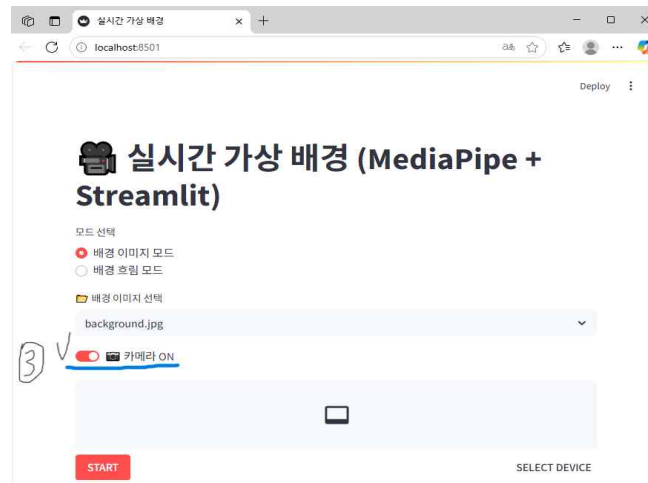 실시간 가상 배경
localhost:8501
Deploy
실시간 가상 배경 (MediaPipe +
Streamlit)
모드 선택
배경 이미지 모드
배경 흐림 모드
배경 이미지 선택
background.jpg
3 V 카메라 ON
START SELECT DEVICE